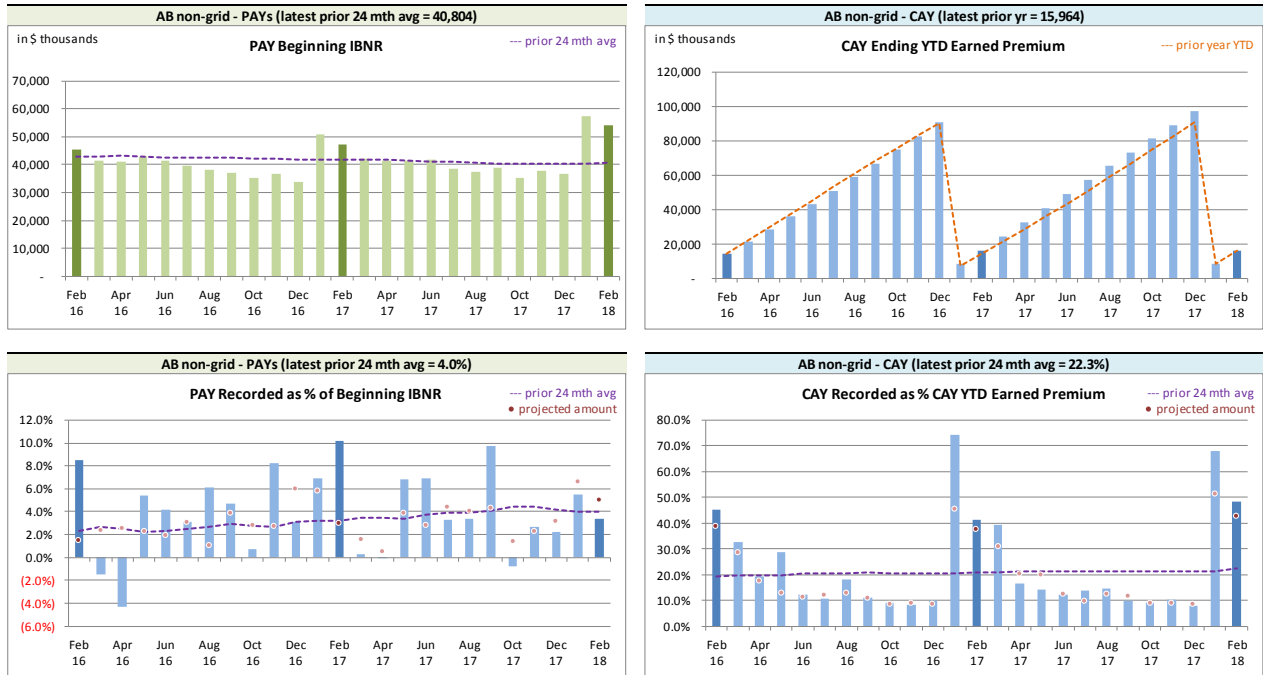 AB non-grid - PAYs (latest prior 24 mth avg = 40,804)
in $ thousands
PAY Beginning IBNR
--- prior 24 mth avg
70,000
60,000
50,000
40,000
30,000
20,000
10,000
-
Feb Apr Jun Aug Oct Dec Feb Apr Jun Aug Oct Dec Feb
16 16 16 16 16 16 17 17 17 17 17 17 18
AB non-grid - CAY (latest prior yr = 15,964)
in $ thousands
CAY Ending YTD Earned Premium
--- prior year YTD
120,000
100,000
80,000
60,000
40,000
20,000
-
Feb Apr Jun Aug Oct Dec Feb Apr Jun Aug Oct Dec Feb
16 16 16 16 16 16 17 17 17 17 17 17 18
AB non-grid - PAYs (latest prior 24 mth avg = 4.0%)
PAY Recorded as % of Beginning IBNR
--- prior 24 mth avg
• projected amount
12.0%
10.0%
8.0%
6.0%
4.0%
2.0%
0.0%
(2.0%)
(4.0%)
(6.0%)
Feb Apr Jun Aug Oct Dec Feb Apr Jun Aug Oct Dec Feb
16 16 16 16 16 16 17 17 17 17 17 17 18
AB non-grid - CAY (latest prior 24 mth avg = 22.3%)
CAY Recorded as % CAY YTD Earned Premium
--- prior 24 mth avg
• projected amount
80.0%
70.0%
60.0%
50.0%
40.0%
30.0%
20.0%
10.0%
0.0%
Feb Apr Jun Aug Oct Dec Feb Apr Jun Aug Oct Dec Feb
16 16 16 16 16 16 17 17 17 17 17 17 18